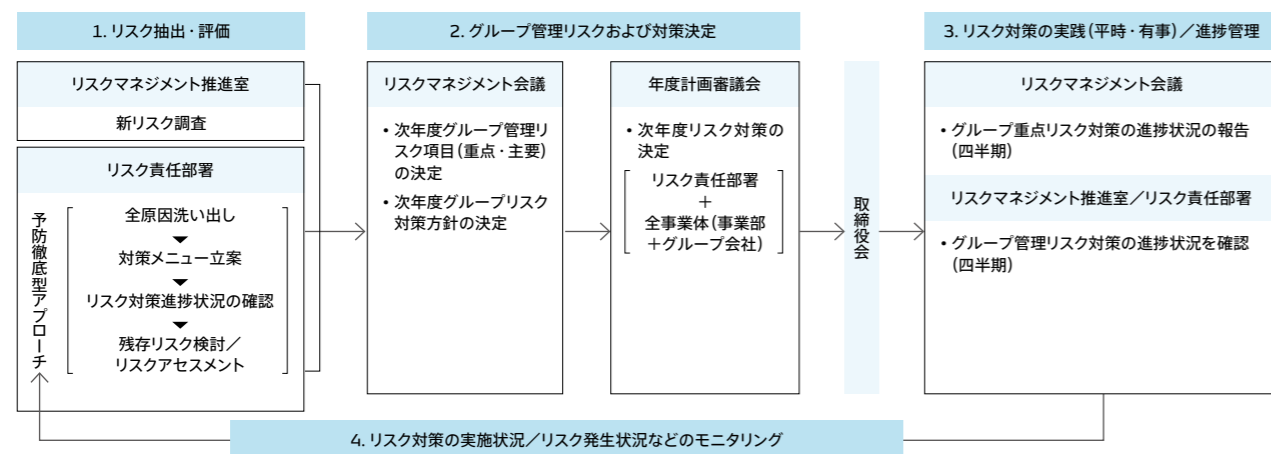 1. リスク抽出・評価
リスクマネジメント推進室
新リスク調査
リスク責任部署
予防徹底型アプローチ
全原因洗い出し
対策メニュー立案
リスク対策進捗状況の確認
残存リスク検討／
リスクアセスメント
2. グループ管理リスクおよび対策決定
リスクマネジメント会議
・次年度グループ管理リ
スク項目(重点・主要)
の決定
・次年度グループリスク
対策方針の決定
年度計画審議会
・次年度リスク対策の
決定
リスク責任部署
＋
全事業体(事業部
＋グループ会社)
取締役会
3. リスク対策の実践(平時・有事)／進捗管理
リスクマネジメント会議
・グループ重点リスク対策の進捗状況の報告
(四半期)
リスクマネジメント推進室／リスク責任部署
・グループ管理リスク対策の進捗状況を確認
(四半期)
4. リスク対策の実施状況／リスク発生状況などのモニタリング